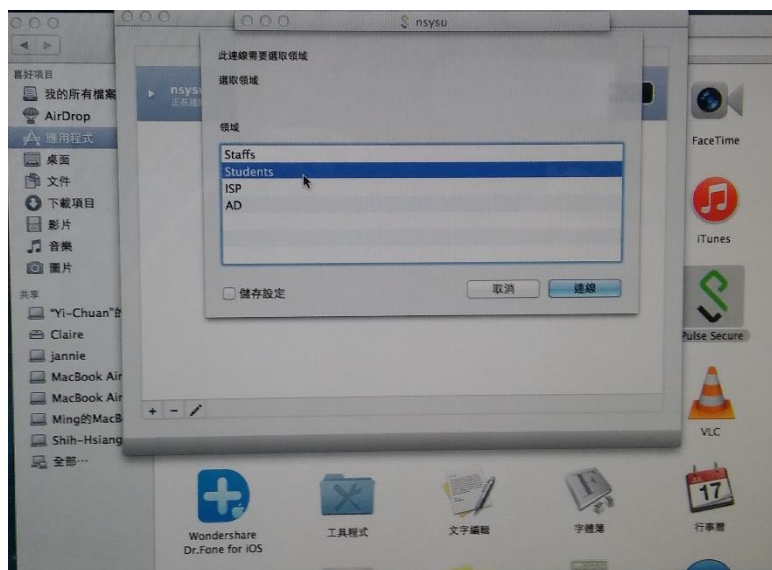 nsysu
此連線需要選取領域
選取領域
領域
Staffs
Students
ISP
AD
儲存設定
取消
連線
喜好項目
我的所有檔案
AirDrop
應用程式
桌面
文件
下載項目
影片
音樂
圖片
共享
"Yi-Chuan"的
Claire
jannie
MacBook Air
MacBook Air
Ming的MacB
Shih-Hsiang
全部…
nsys
正在建
+ -
FaceTime
iTunes
Pulse Secure
VLC
Wondershare
Dr.Fone for iOS
工具程式
文字編輯
字體簿
17
行事曆